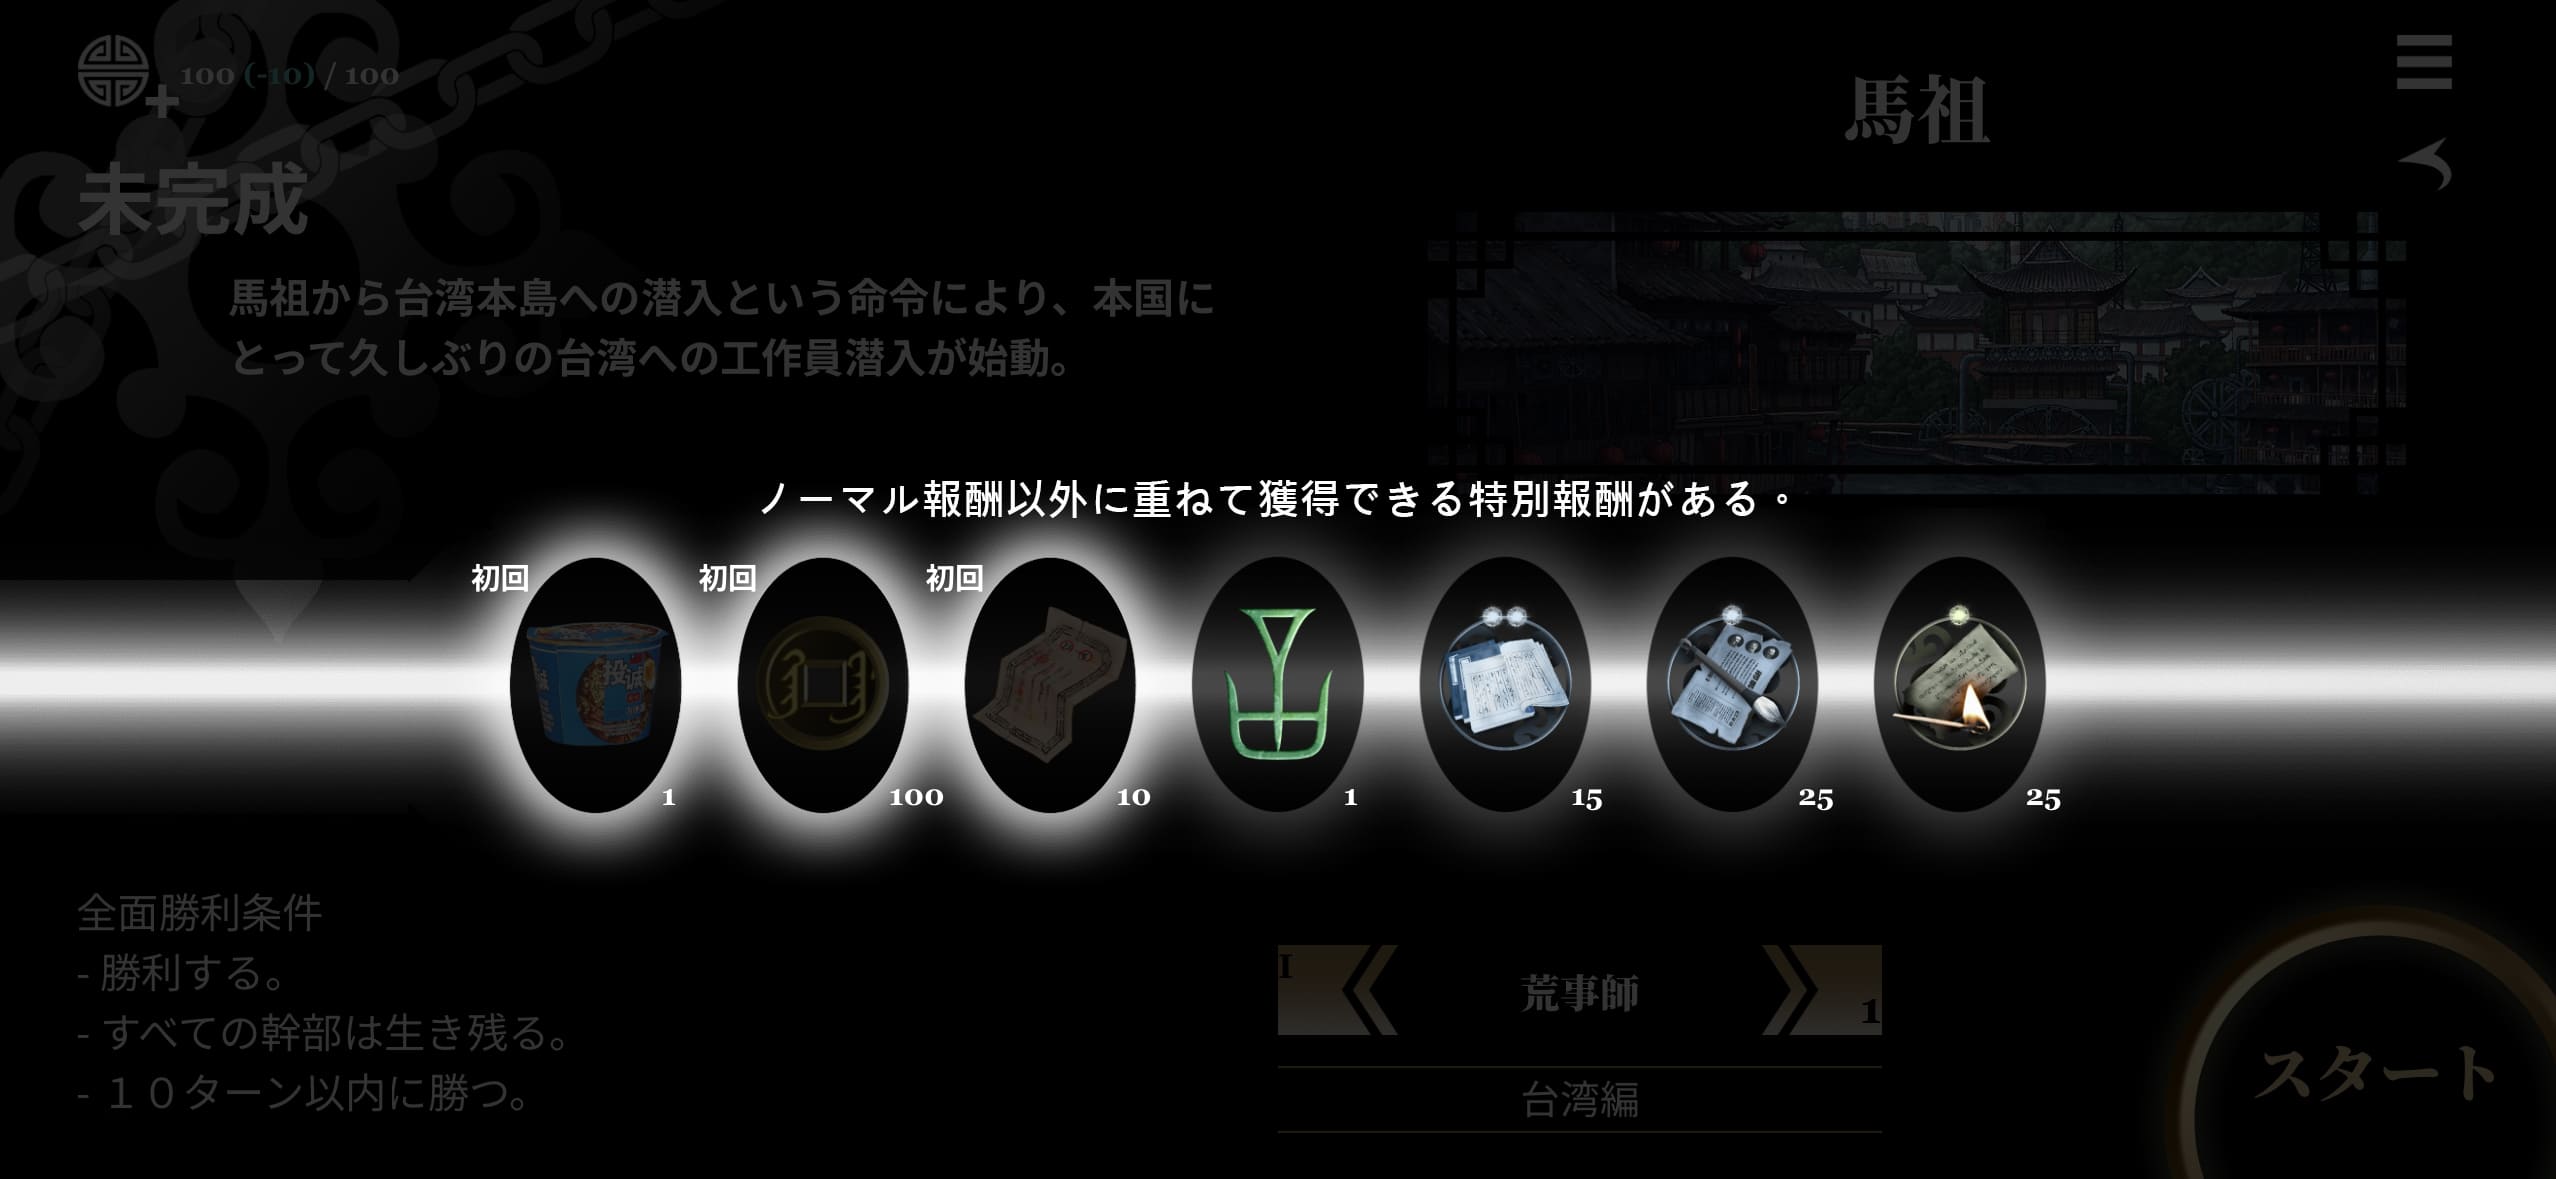 100 (-10) / 100
馬祖
未完成
馬祖から台湾本島への潜入という命令により、本国に
とって久しぶりの台湾への工作員潜入が始動。
ノーマル報酬以外に重ねて獲得できる特別報酬がある。
初回
初回
初回
投诚
1
100
10
1
15
25
25
全面勝利条件
- 勝利する。
- すべての幹部は生き残る。
- １０ターン以内に勝つ。
I
荒事師
1
台湾編
スタート